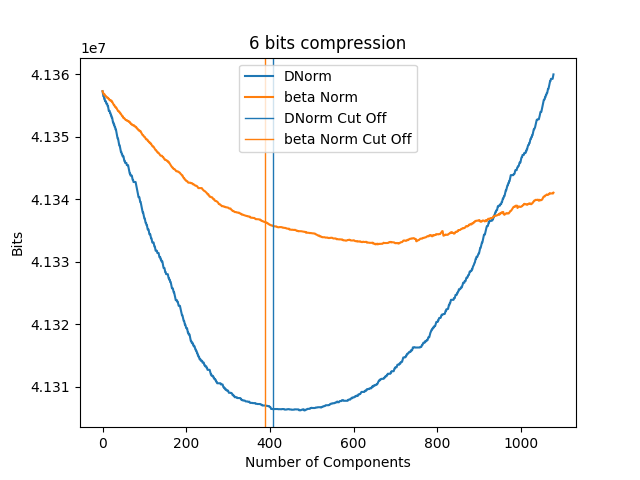 6 bits compression
1e7
DNorm
beta Norm
DNorm Cut Off
beta Norm Cut Off
4.136
4.135
4.134
4.133
4.132
4.131
Bits
0 200 400 600 800 1000
Number of Components